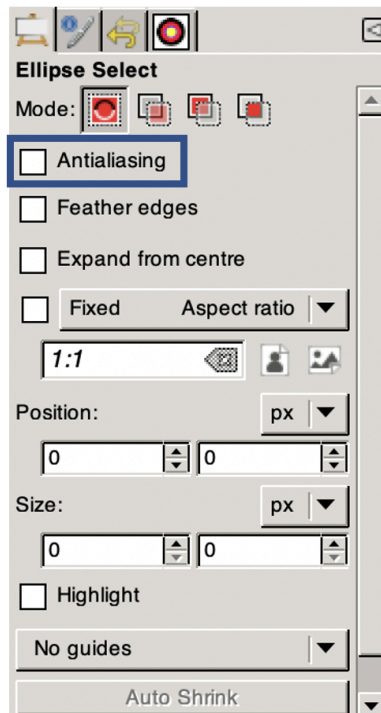 Ellipse Select
Mode:
Antialiasing
Feather edges
Expand from centre
Fixed Aspect ratio
1:1
Position: px
0 0
Size: px
0 0
Highlight
No guides
Auto Shrink